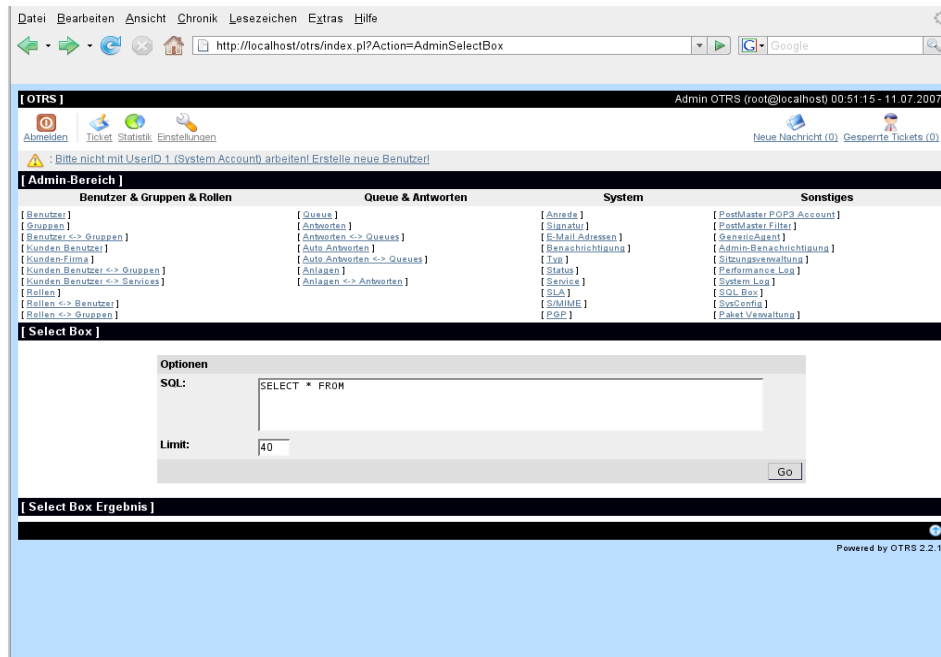 Datei Bearbeiten Ansicht Chronik Lesezeichen Extras Hilfe
http://localhost/otrs/index.pl?Action=AdminSelectBox
G Google
[ OTRS ] Admin OTRS (root@localhost) 00:51:15 - 11.07.2007
Abmelden Ticket Statistik Einstellungen Neue Nachricht (0) Gesperrte Tickets (0)
: Bitte nicht mit UserID 1 (System Account) arbeiten! Erstelle neue Benutzer!
[ Admin-Bereich ]
Benutzer & Gruppen & Rollen Queue & Antworten System Sonstiges
[ Benutzer ] [ Queue ] [ Anrede ] [ PostMaster POP3 Account ]
[ Gruppen ] [ Antworten ] [ Signatur ] [ PostMaster Filter ]
[ Benutzer <-> Gruppen ] [ Antworten <-> Queues ] [ E-Mail Adressen ] [ GenericAgent ]
[ Kunden Benutzer ] [ Auto Antworten ] [ Benachrichtigung ] [ Admin-Benachrichtigung ]
[ Kunden-Firma ] [ Auto Antworten <-> Queues ] [ Typ ] [ Sitzungsverwaltung ]
[ Kunden Benutzer <-> Gruppen ] [ Anlagen ] [ Status ] [ Performance Log ]
[ Kunden Benutzer <-> Services ] [ Anlagen <-> Antworten ] [ Service ] [ System Log ]
[ Rollen ] [ SLA ] [ SQL Box ]
[ Rollen <-> Benutzer ] [ S/MIME ] [ SysConfig ]
[ Rollen <-> Gruppen ] [ PGP ] [ Paket Verwaltung ]
[ Select Box ]
Optionen
SQL: SELECT * FROM
Limit: 40
Go
[ Select Box Ergebnis ]
Powered by OTRS 2.2.1